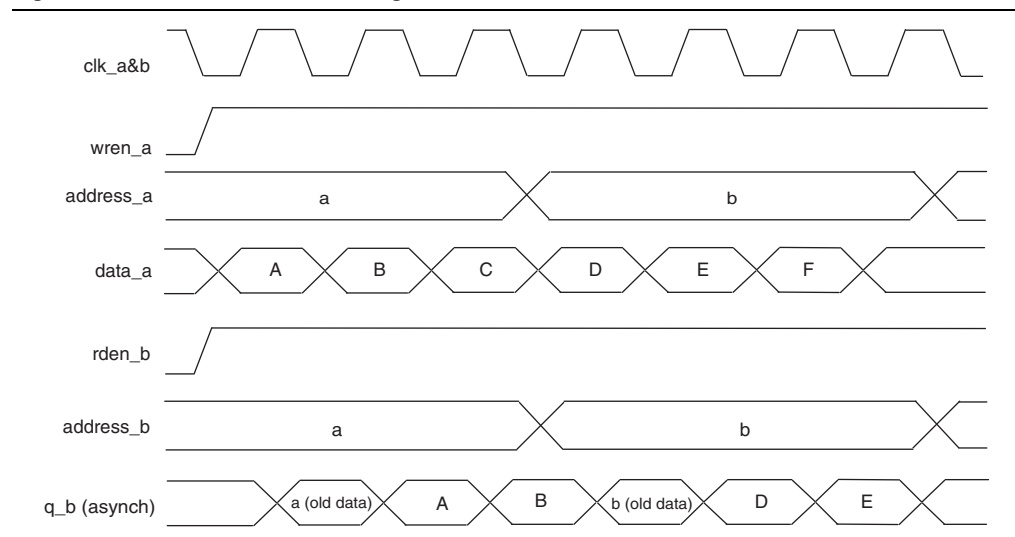 clk_a&b
wren_a
address_a a b
data_a A B C D E F
rden_b
address_b a b
q_b (asynch) a (old data) A B b (old data) D E